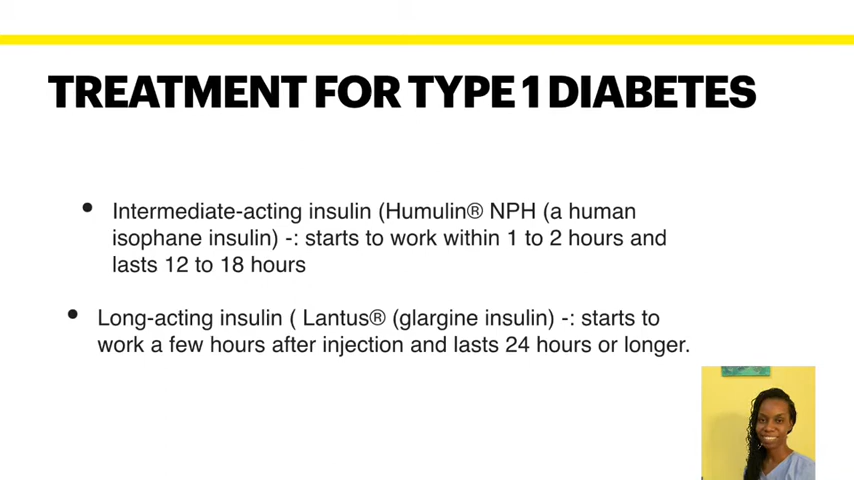 TREATMENT FOR TYPE 1 DIABETES
• Intermediate-acting insulin (Humulin® NPH (a human
isophane insulin) -: starts to work within 1 to 2 hours and
lasts 12 to 18 hours
• Long-acting insulin ( Lantus® (glargine insulin) -: starts to
work a few hours after injection and lasts 24 hours or longer.